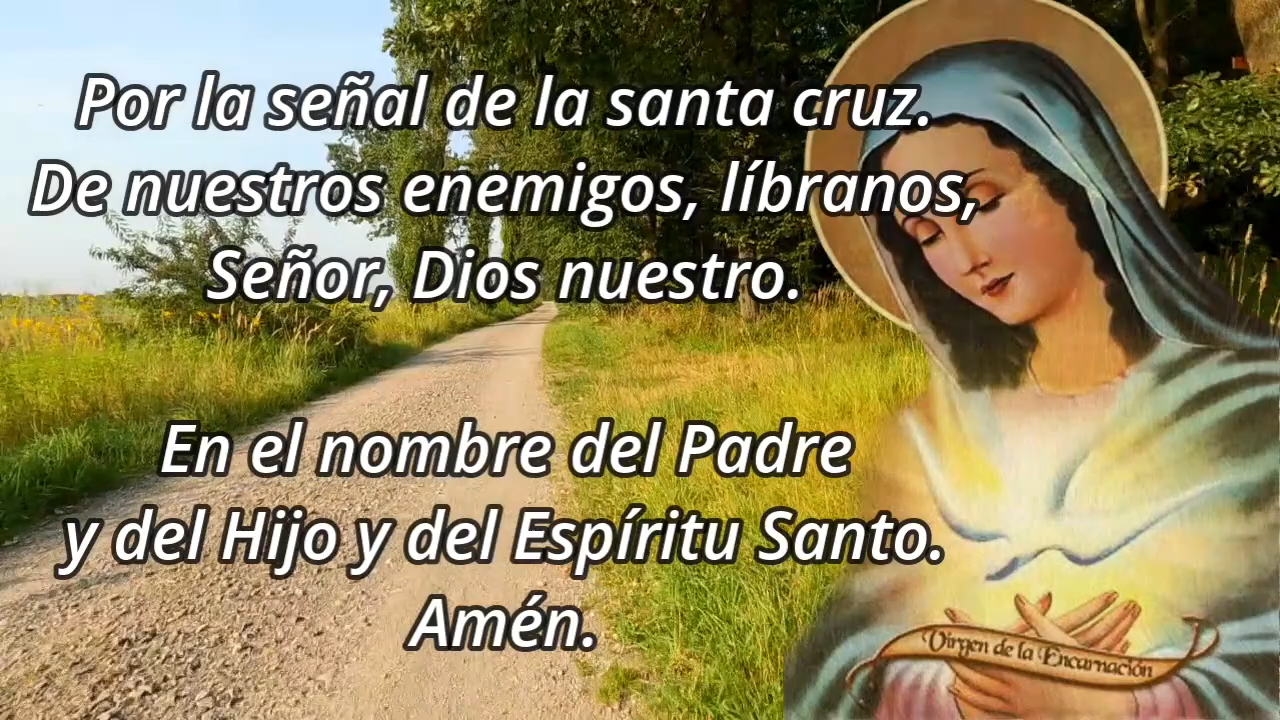 Por la señal de la santa cruz.
De nuestros enemigos, líbranos,
Señor, Dios nuestro.
En el nombre del Padre
y del Hijo y del Espíritu Santo.
Amén.
Virgen de la Encarnación